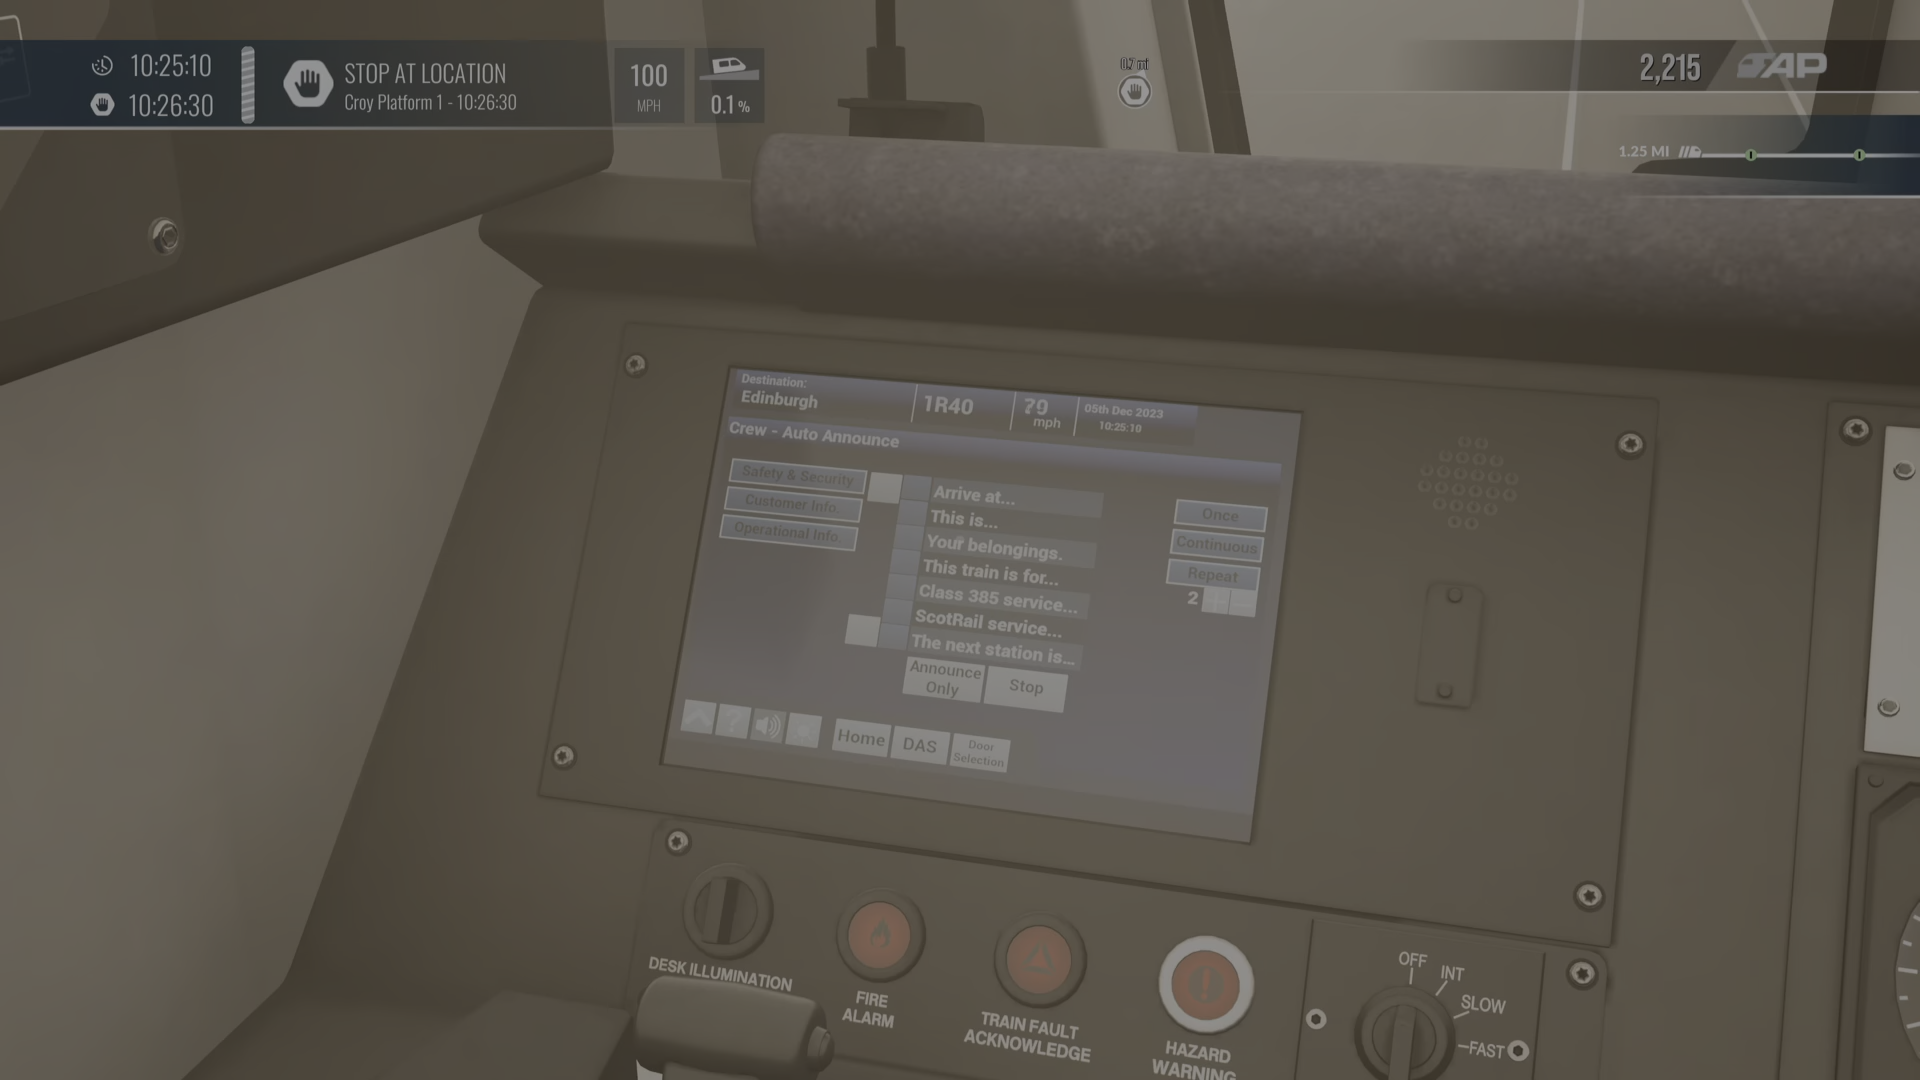 10:25:10
10:26:30
STOP AT LOCATION
Croy Platform 1 - 10:26:30
100
MPH
0.1 %
0.7 mi
2,215 AP
1.25 MI
Destination:
Edinburgh
1R40
mph
05th Dec 2023
Crew - Auto Announce
Safety & Security
Customer Info.
Operational Info.
Arrive at...
This is...
Your belongings.
This train is for...
Class 385 service...
ScotRail service...
The next station is...
Once
Continuous
Repeat
2 + -
Announce
Only
Stop
?
Home
DAS
Door
Selection
DESK ILLUMINATION
FIRE
ALARM
TRAIN FAULT
ACKNOWLEDGE
HAZARD
WARNING
OFF
INT
SLOW
FAST